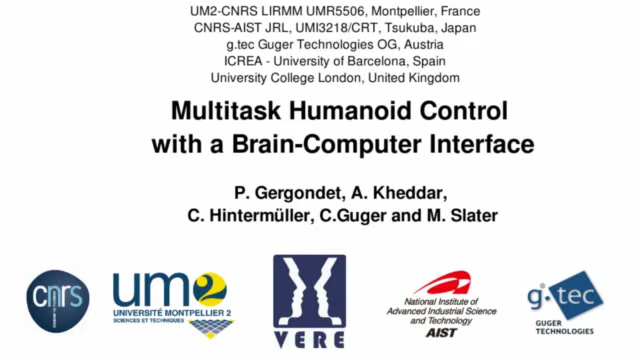 UM2-CNRS LIRMM UMR5506, Montpellier, France
CNRS-AIST JRL, UMI3218/CRT, Tsukuba, Japan
g.tec Guger Technologies OG, Austria
ICREA - University of Barcelona, Spain
University College London, United Kingdom
Multitask Humanoid Control
with a Brain-Computer Interface
P. Gergondet, A. Kheddar,
C. Hintermüller, C.Guger and M. Slater
cnrs
um2
UNIVERSITÉ MONTPELLIER 2
SCIENCES ET TECHNIQUES
VERE
National Institute of
Advanced Industrial Science
and Technology
AIST
g.tec
GUGER
TECHNOLOGIES